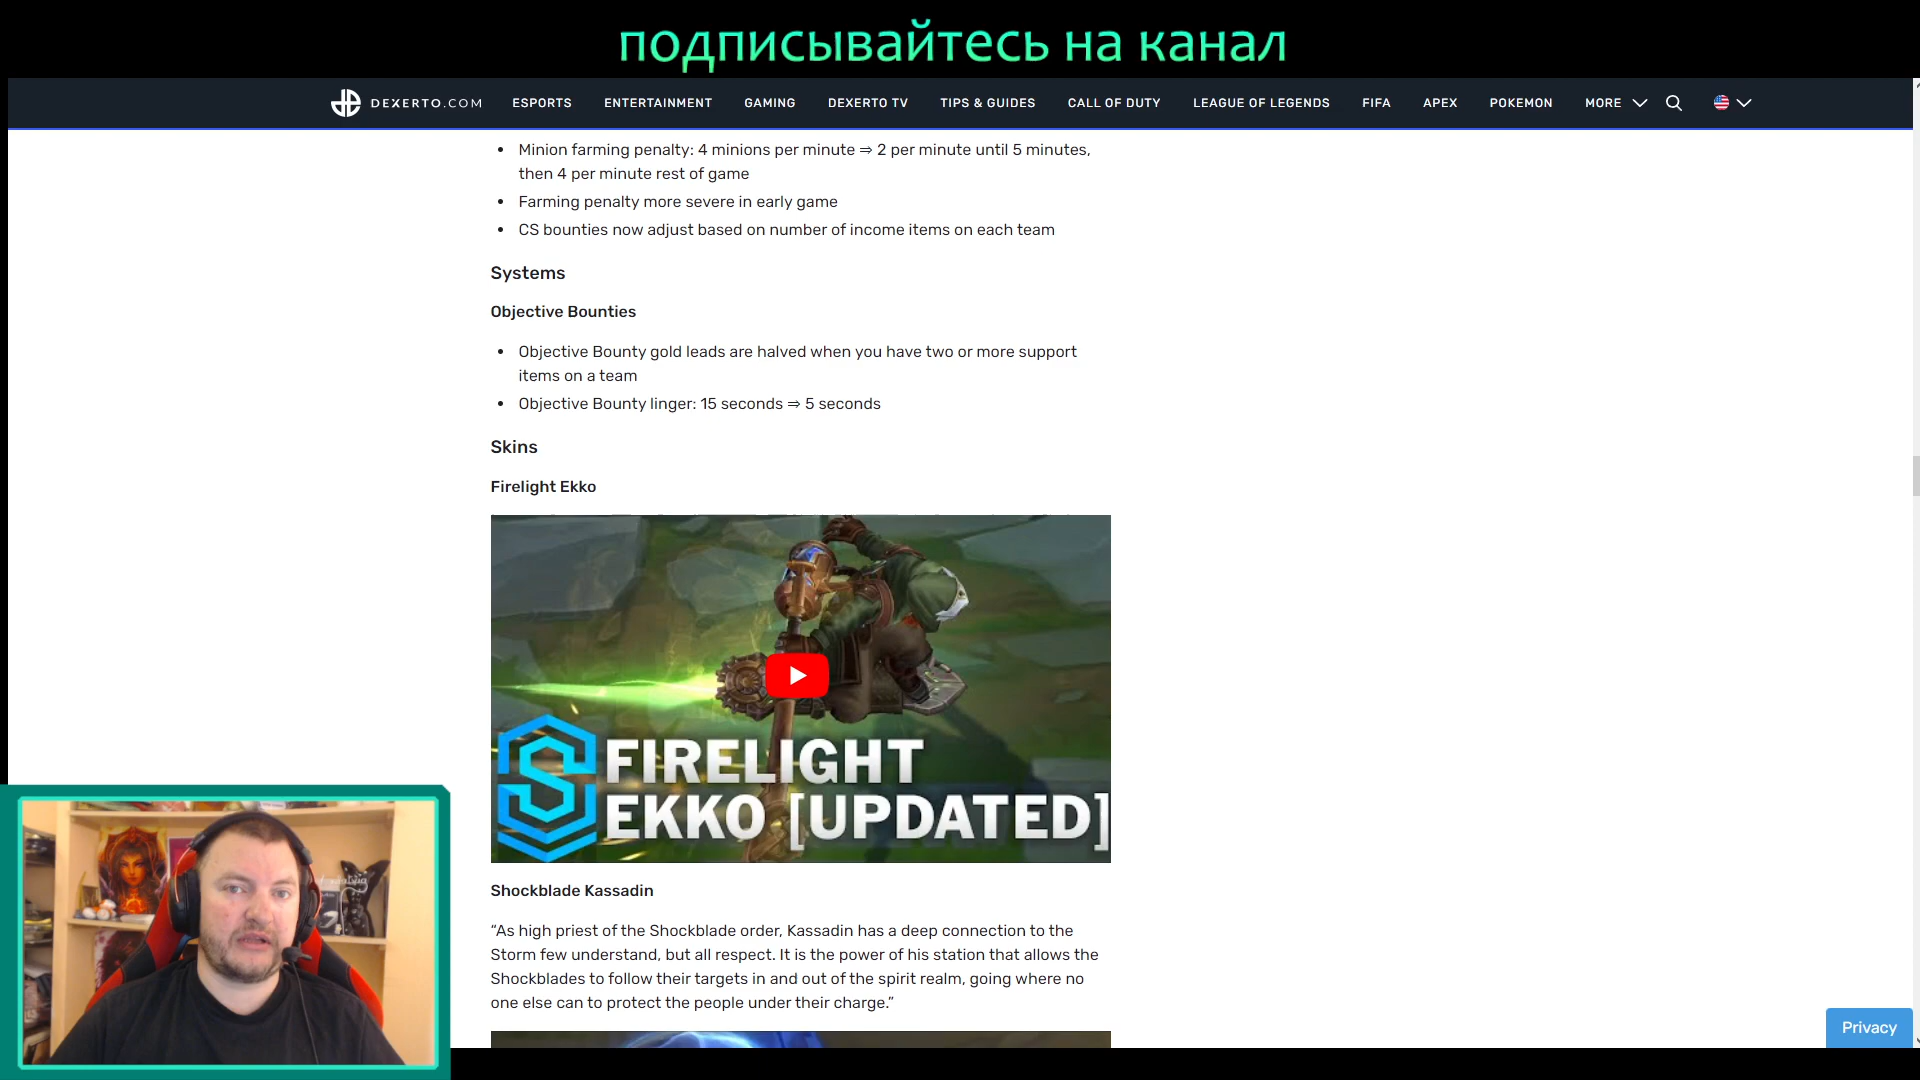 подписывайтесь на канал
DEXERTO.COM ESPORTS ENTERTAINMENT GAMING DEXERTO TV TIPS & GUIDES CALL OF DUTY LEAGUE OF LEGENDS FIFA APEX POKEMON MORE
• Minion farming penalty: 4 minions per minute ⇒ 2 per minute until 5 minutes,
then 4 per minute rest of game
• Farming penalty more severe in early game
• CS bounties now adjust based on number of income items on each team
Systems
Objective Bounties
• Objective Bounty gold leads are halved when you have two or more support
items on a team
• Objective Bounty linger: 15 seconds ⇒ 5 seconds
Skins
Firelight Ekko
FIRELIGHT
EKKO [UPDATED]
Shockblade Kassadin
“As high priest of the Shockblade order, Kassadin has a deep connection to the
Storm few understand, but all respect. It is the power of his station that allows the
Shockblades to follow their targets in and out of the spirit realm, going where no
one else can to protect the people under their charge.”
Privacy